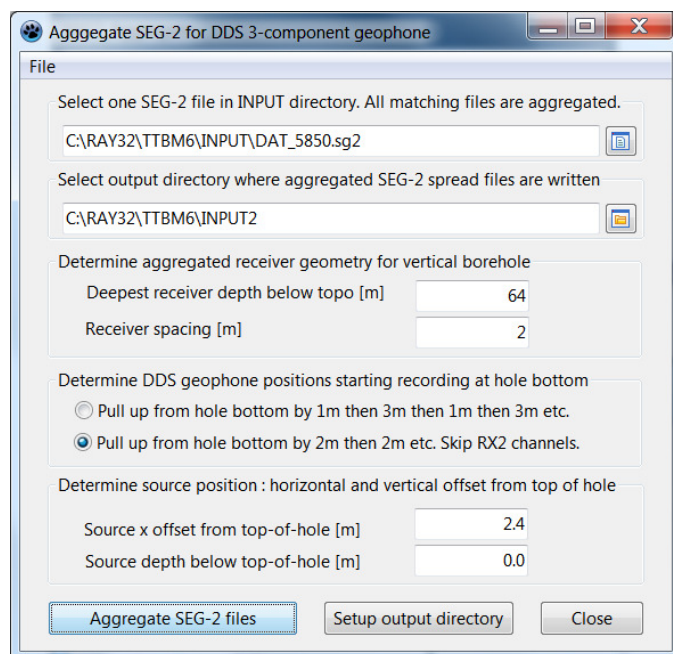 Agggegate SEG-2 for DDS 3-component geophone
File
Select one SEG-2 file in INPUT directory. All matching files are aggregated.
C:\RAY32\TTBM6\INPUT\DAT_5850.sg2
Select output directory where aggregated SEG-2 spread files are written
C:\RAY32\TTBM6\INPUT2
Determine aggregated receiver geometry for vertical borehole
Deepest receiver depth below topo [m] 64
Receiver spacing [m] 2
Determine DDS geophone positions starting recording at hole bottom
Pull up from hole bottom by 1m then 3m then 1m then 3m etc.
Pull up from hole bottom by 2m then 2m etc. Skip RX2 channels.
Determine source position : horizontal and vertical offset from top of hole
Source x offset from top-of-hole [m] 2.4
Source depth below top-of-hole [m] 0.0
Aggregate SEG-2 files Setup output directory Close